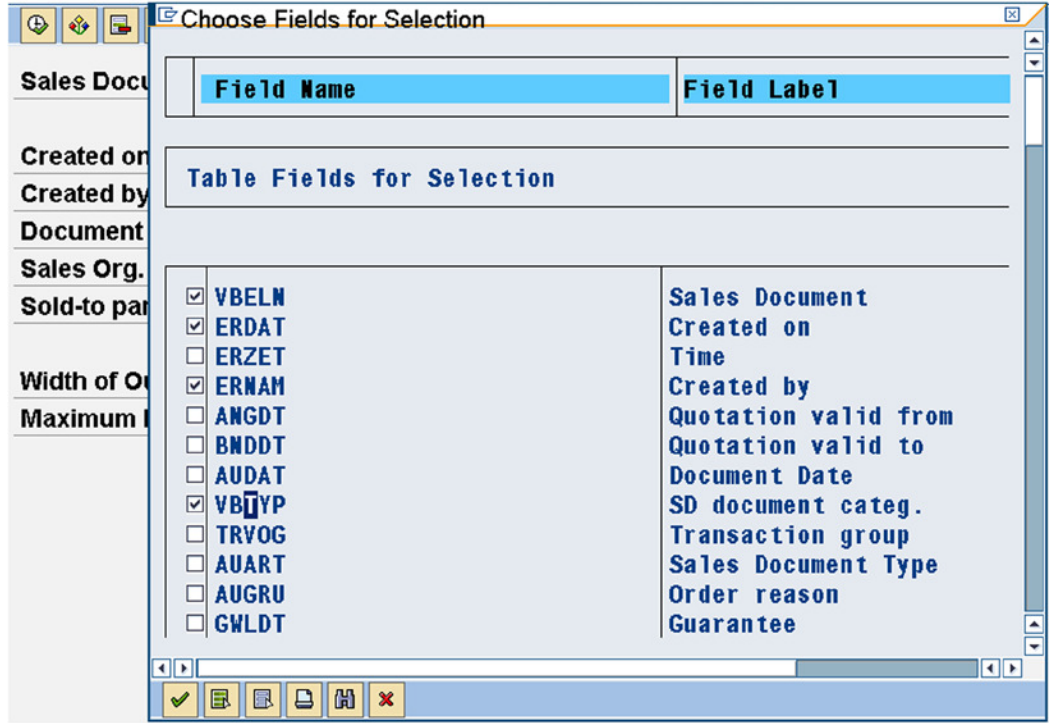 Choose Fields for Selection
Sales Docu
Field Name Field Label
Created on
Table Fields for Selection
Created by
Document
Sales Org.
Sold-to par
VBELN Sales Document
ERDAT Created on
ERZET Time
Width of Ou
ERNAM Created by
Maximum
ANGDT Quotation valid from
BNDDT Quotation valid to
AUDAT Document Date
VBTYP SD document categ.
TRVOG Transaction group
AUART Sales Document Type
AUGRU Order reason
GWLDT Guarantee